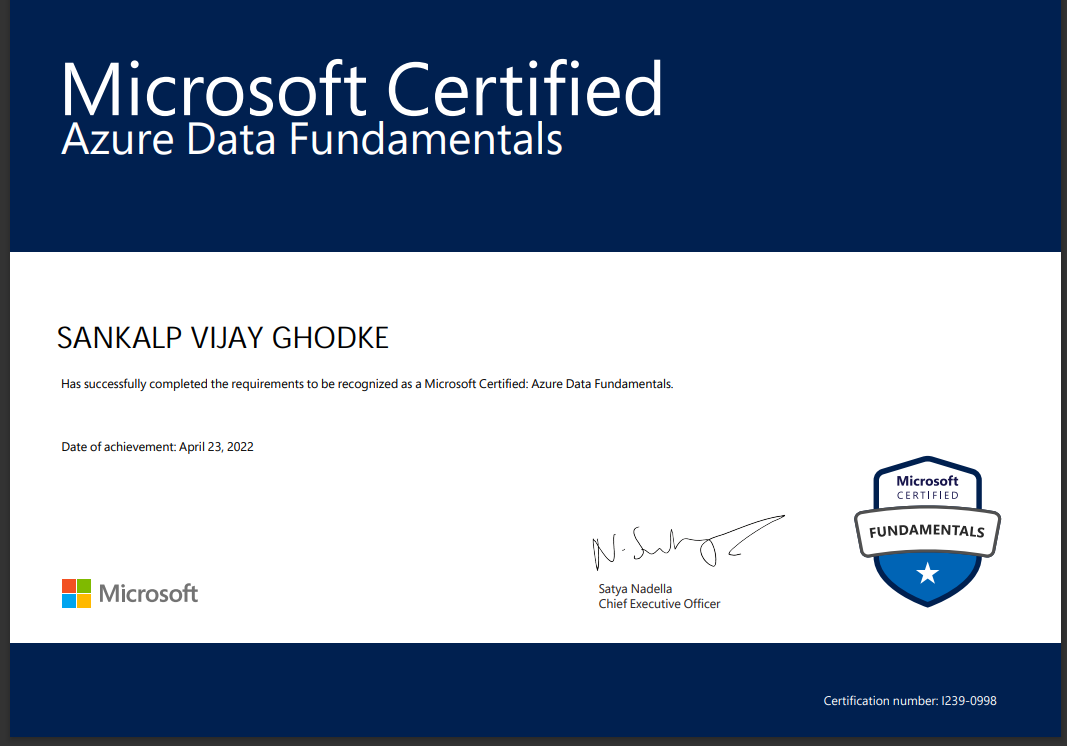 Microsoft Certified
Azure Data Fundamentals
SANKALP VIJAY GHODKE
Has successfully completed the requirements to be recognized as a Microsoft Certified: Azure Data Fundamentals.
Date of achievement: April 23, 2022
Microsoft
CERTIFIED
FUNDAMENTALS
N. Satya
Satya Nadella
Chief Executive Officer
Microsoft
Certification number: I239-0998